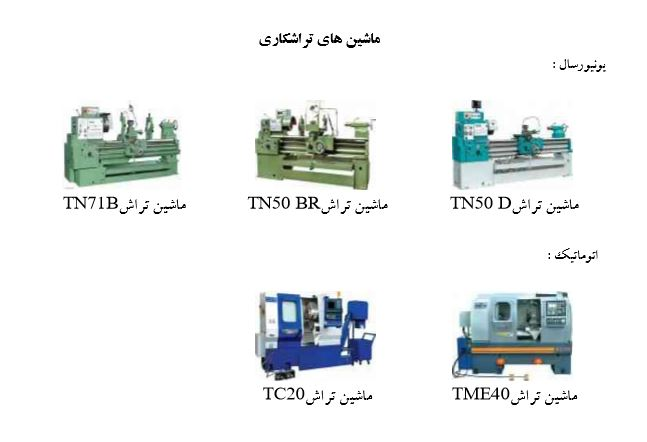 ماشین های تراشکاری
یونیورسال :
ماشین تراشTN50 D ماشین تراشTN50 BR ماشین تراشTN71B
اتوماتیک :
ماشین تراشTME40 ماشین تراشTC20